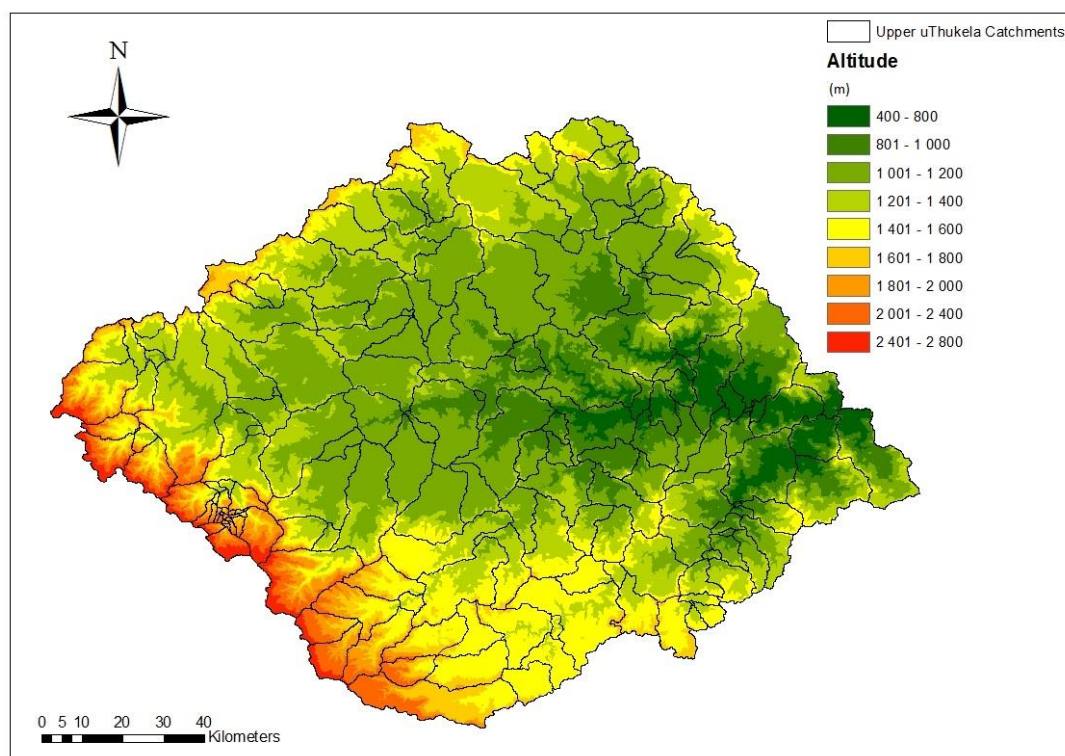 N
Upper uThukela Catchments
Altitude
(m)
400 - 800
801 - 1 000
1 001 - 1 200
1 201 - 1 400
1 401 - 1 600
1 601 - 1 800
1 801 - 2 000
2 001 - 2 400
2 401 - 2 800
0 5 10 20 30 40
Kilometers